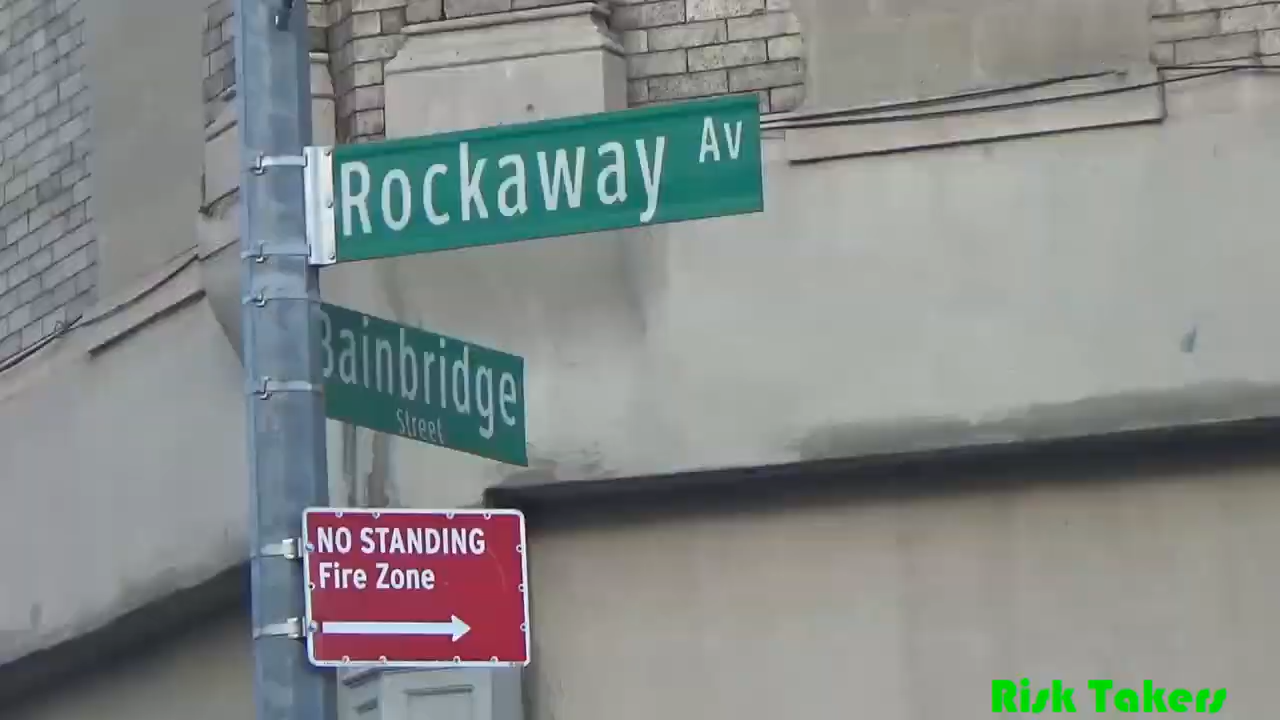 Rockaway Av
Bainbridge
Street
NO STANDING
Fire Zone
Risk Takers